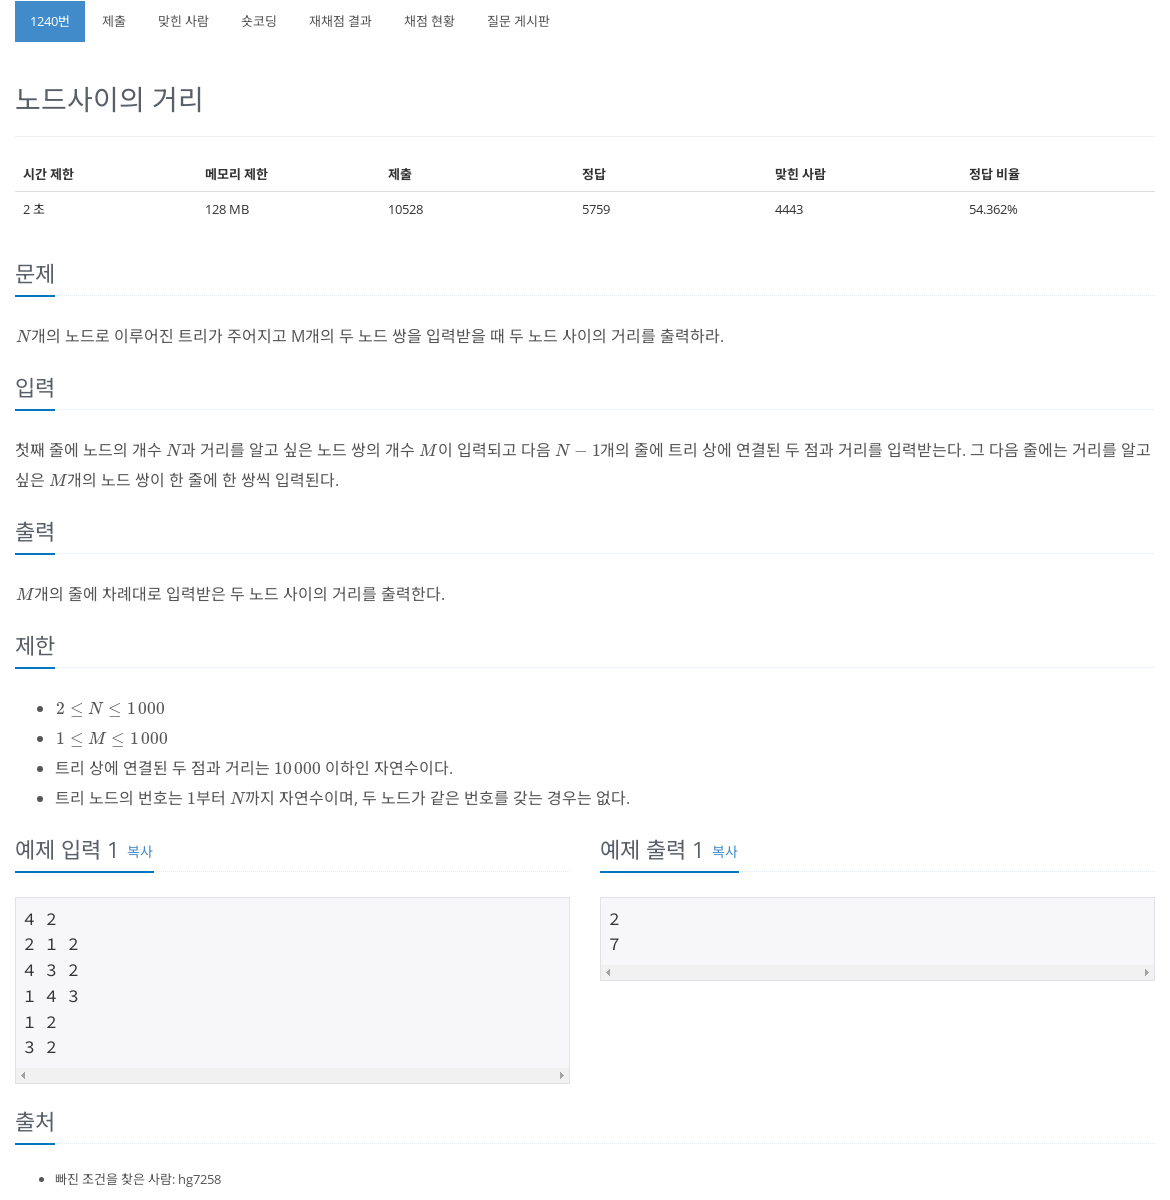 1240번 제출 맞힌 사람 숏코딩 재채점 결과 채점 현황 질문 게시판
노드사이의 거리
시간 제한 메모리 제한 제출 정답 맞힌 사람 정답 비율
2 초 128 MB 10528 5759 4443 54.362%
문제
N개의 노드로 이루어진 트리가 주어지고 M개의 두 노드 쌍을 입력받을 때 두 노드 사이의 거리를 출력하라.
입력
첫째 줄에 노드의 개수 N과 거리를 알고 싶은 노드 쌍의 개수 M이 입력되고 다음 N − 1개의 줄에 트리 상에 연결된 두 점과 거리를 입력받는다. 그 다음 줄에는 거리를 알고
싶은 M개의 노드 쌍이 한 줄에 한 쌍씩 입력된다.
출력
M개의 줄에 차례대로 입력받은 두 노드 사이의 거리를 출력한다.
제한
• 2 ≤ N ≤ 1 000
• 1 ≤ M ≤ 1 000
• 트리 상에 연결된 두 점과 거리는 10 000 이하인 자연수이다.
• 트리 노드의 번호는 1부터 N까지 자연수이며, 두 노드가 같은 번호를 갖는 경우는 없다.
예제 입력 1 복사
4 2
2 1 2
4 3 2
1 4 3
1 2
3 2
예제 출력 1 복사
2
7
출처
• 빠진 조건을 찾은 사람: hg7258